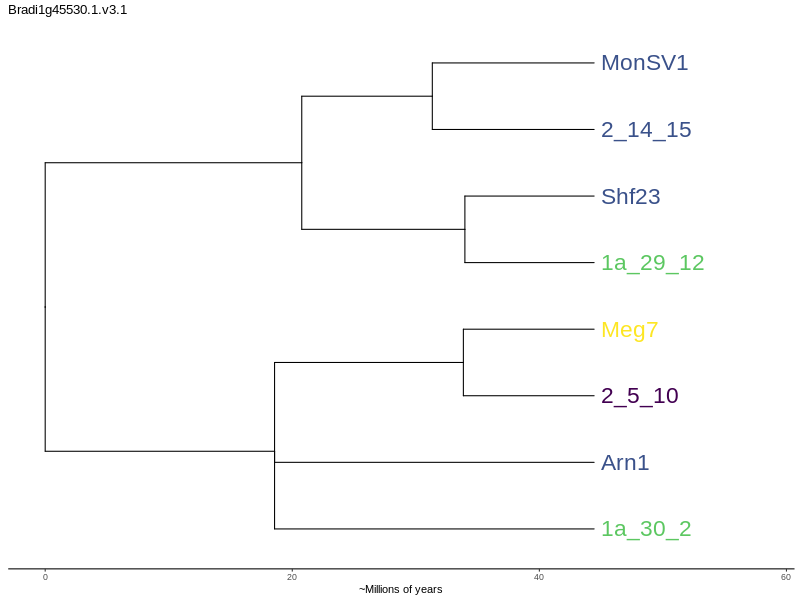 Bradi1g45530.1.v3.1
MonSV1
2_14_15
Shf23
1a_29_12
Meg7
2_5_10
Arn1
1a_30_2
0 20 40 60
~Millions of years